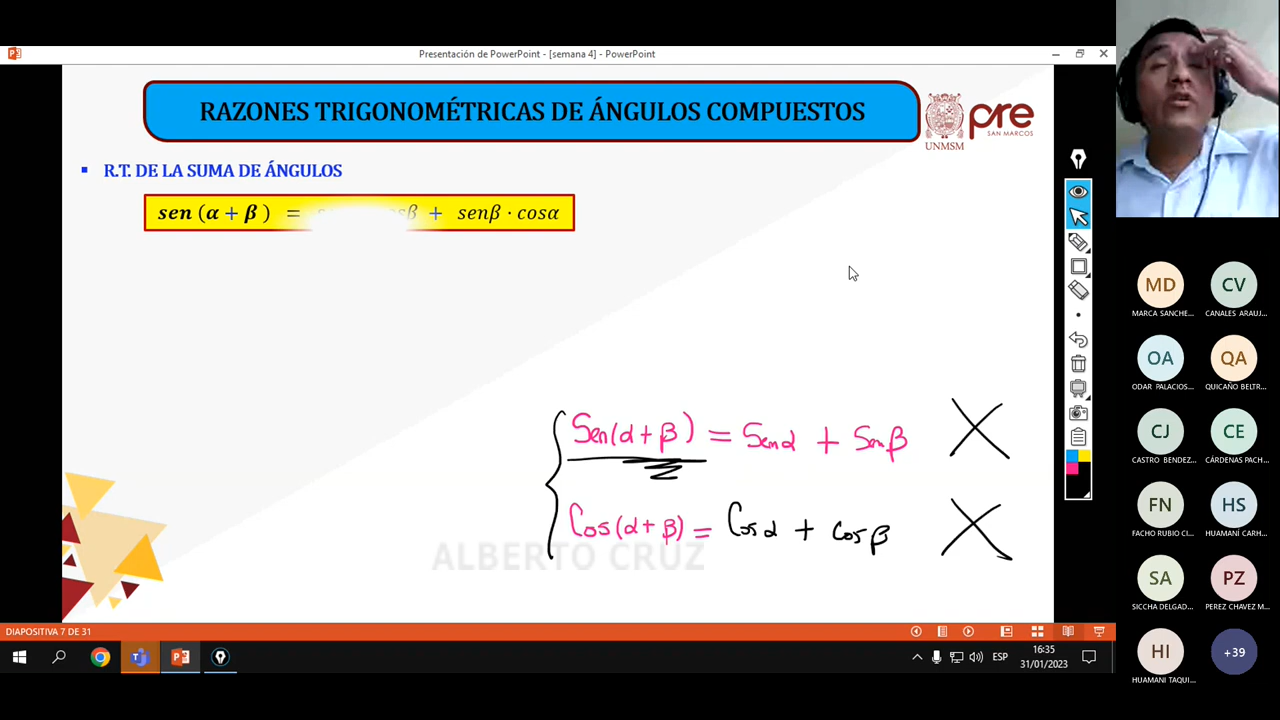 Presentación de PowerPoint - [semana 4] - PowerPoint
RAZONES TRIGONOMÉTRICAS DE ÁNGULOS COMPUESTOS
UNMSM
pre
SAN MARCOS
R.T. DE LA SUMA DE ÁNGULOS
sen (α + β ) = β + senβ · cosα
Sen(α + β) = Senα + Senβ
Cos(α + β) = Cosα + cosβ
ALBERTO CRUZ
DIAPOSITIVA 7 DE 31
ESP
16:35
31/01/2023
MD CV
MARCA SANCHE... CANALES ARAUJ...
OA QA
ODAR PALACIOS... QUICAÑO BELTR...
CJ CE
CASTRO BENDEZ... CÁRDENAS PACH...
FN HS
FACHO RUBIO CI... HUAMANÍ CARH...
SA PZ
SICCHA DELGAD... PEREZ CHAVEZ M...
HI +39
HUAMANI TAQUI...